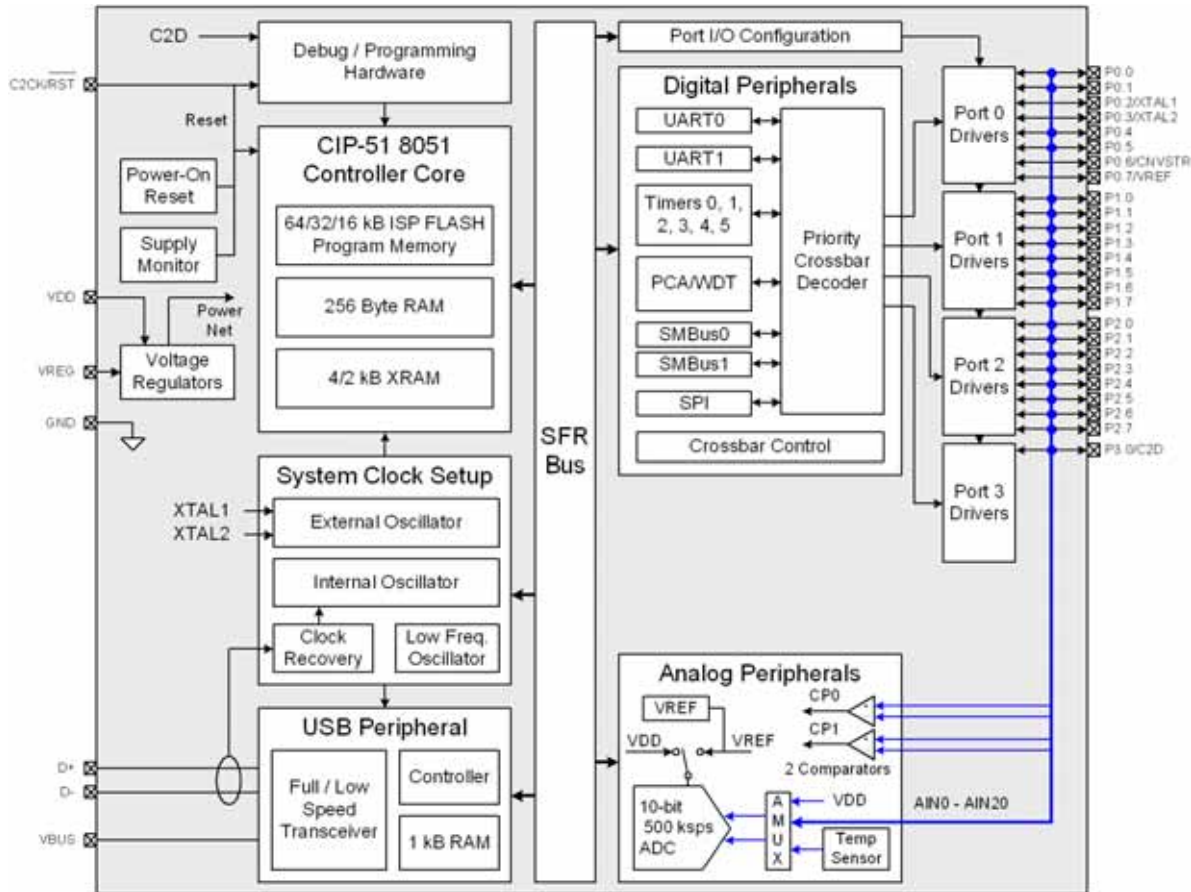 C2D
C2CK/RST
Debug / Programming
Hardware
Reset
Power-On
Reset
Supply
Monitor
VDD
Power
Net
VREG
Voltage
Regulators
GND
CIP-51 8051
Controller Core
64/32/16 kB ISP FLASH
Program Memory
256 Byte RAM
4/2 kB XRAM
System Clock Setup
XTAL1
XTAL2
External Oscillator
Internal Oscillator
Clock
Recovery
Low Freq.
Oscillator
USB Peripheral
D+
D-
VBUS
Full / Low
Speed
Transceiver
Controller
1 kB RAM
SFR
Bus
Port I/O Configuration
Digital Peripherals
UART0
UART1
Timers 0, 1,
2, 3, 4, 5
PCA/WDT
SMBus0
SMBus1
SPI
Priority
Crossbar
Decoder
Crossbar Control
Port 0
Drivers
Port 1
Drivers
Port 2
Drivers
Port 3
Drivers
P0.0
P0.1
P0.2/XTAL1
P0.3/XTAL2
P0.4
P0.5
P0.6/CNVSTR
P0.7/VREF
P1.0
P1.1
P1.2
P1.3
P1.4
P1.5
P1.6
P1.7
P2.0
P2.1
P2.2
P2.3
P2.4
P2.5
P2.6
P2.7
P3.0/C2D
Analog Peripherals
VREF
VDD
VREF
CP0
CP1
2 Comparators
10-bit
500 ksps
ADC
A
M
U
X
VDD
Temp
Sensor
AIN0 - AIN20